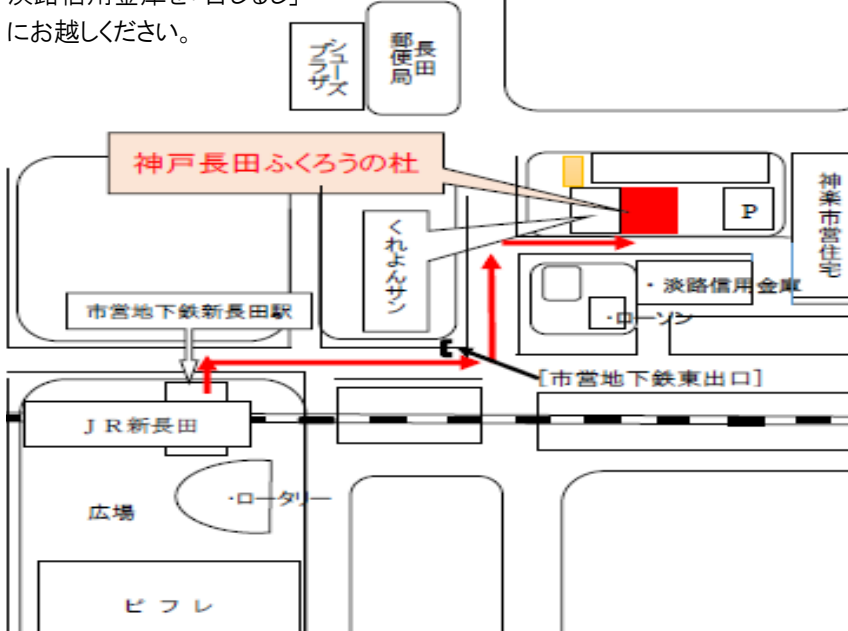 淡路信用金庫を「目じるし」
にお越しください。
シューズ
プラザ
長田
郵便局
神戸長田ふくろうの杜
くれよんサン
P
神楽市営住宅
・淡路信用金庫
・ローソン
市営地下鉄新長田駅
[市営地下鉄東出口]
ＪＲ新長田
・ロータリー
広場
ピフレ